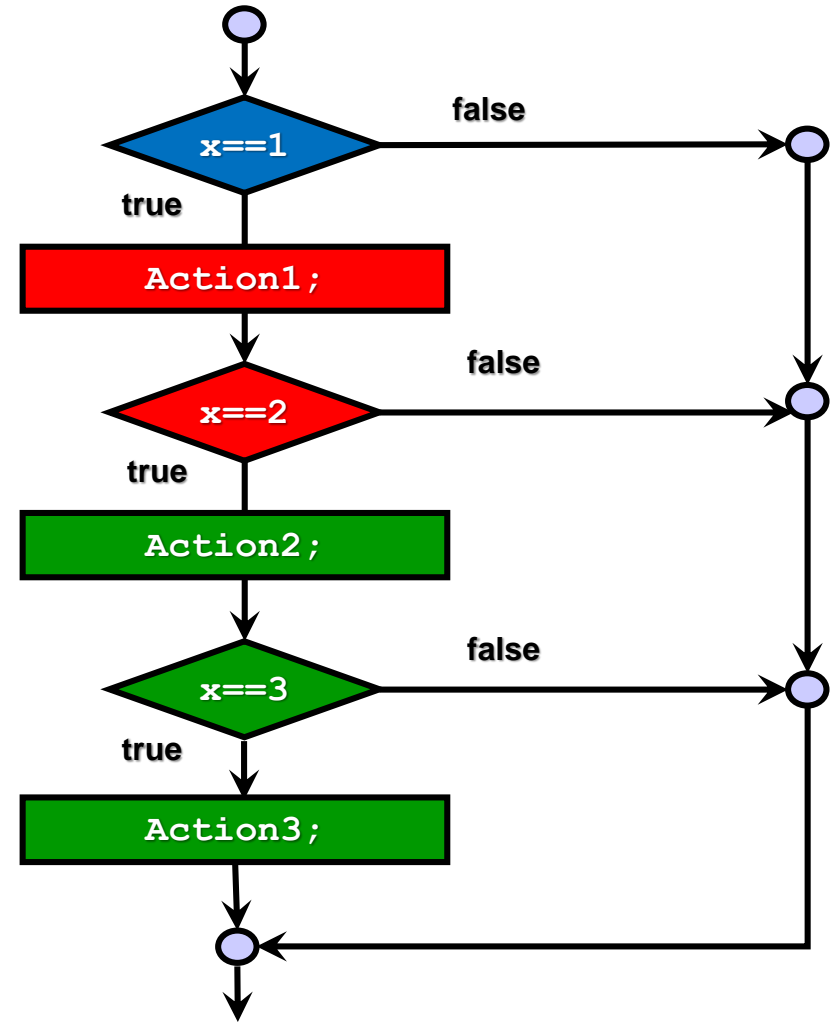 false
x==1
true
Action1;
false
x==2
true
Action2;
false
x==3
true
Action3;